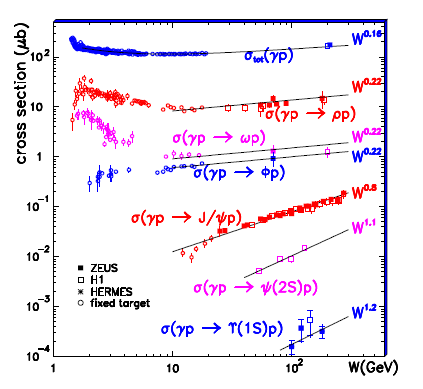 cross section (μb)
10²
10
1
10⁻¹
10⁻²
10⁻³
10⁻⁴
1
10
10²
W(GeV)
σtot(γp)
W^0.16
σ(γp → ρp)
W^0.22
σ(γp → ωp)
W^0.22
σ(γp → φp)
W^0.22
σ(γp → J/ψp)
W^0.8
σ(γp → ψ(2S)p)
W^1.1
σ(γp → Υ(1S)p)
W^1.2
ZEUS
H1
HERMES
fixed target